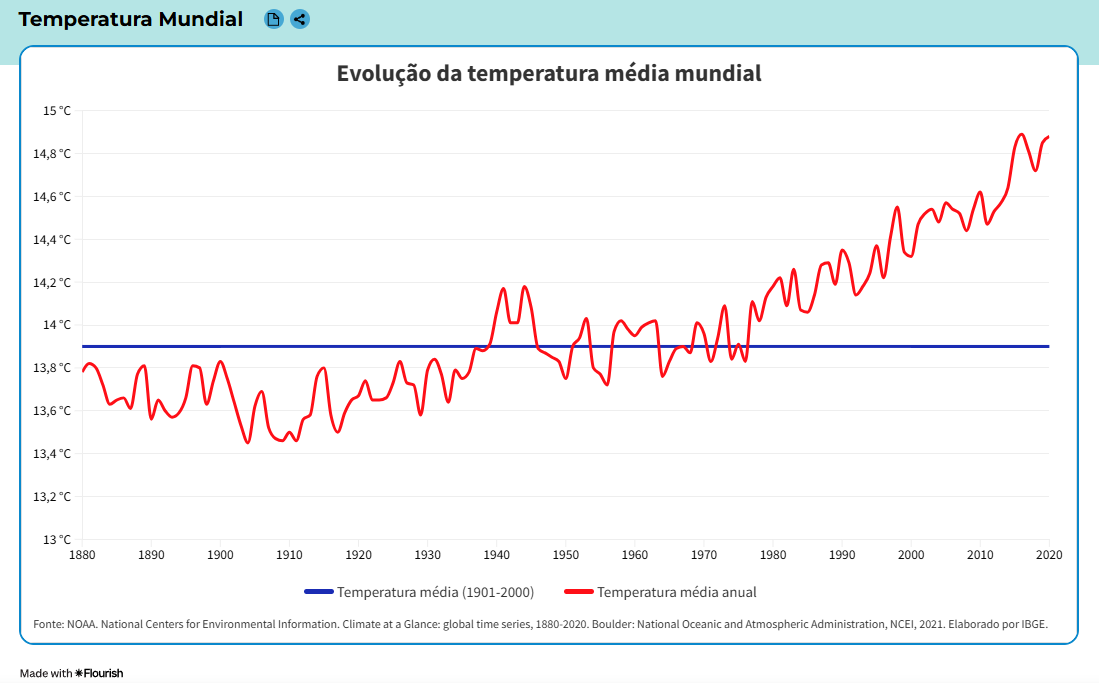 Temperatura Mundial
Evolução da temperatura média mundial
15 °C
14,8 °C
14,6 °C
14,4 °C
14,2 °C
14 °C
13,8 °C
13,6 °C
13,4 °C
13,2 °C
13 °C
1880 1890 1900 1910 1920 1930 1940 1950 1960 1970 1980 1990 2000 2010 2020
Temperatura média (1901-2000) Temperatura média anual
Fonte: NOAA. National Centers for Environmental Information. Climate at a Glance: global time series, 1880-2020. Boulder: National Oceanic and Atmospheric Administration, NCEI, 2021. Elaborado por IBGE.
Made with Flourish